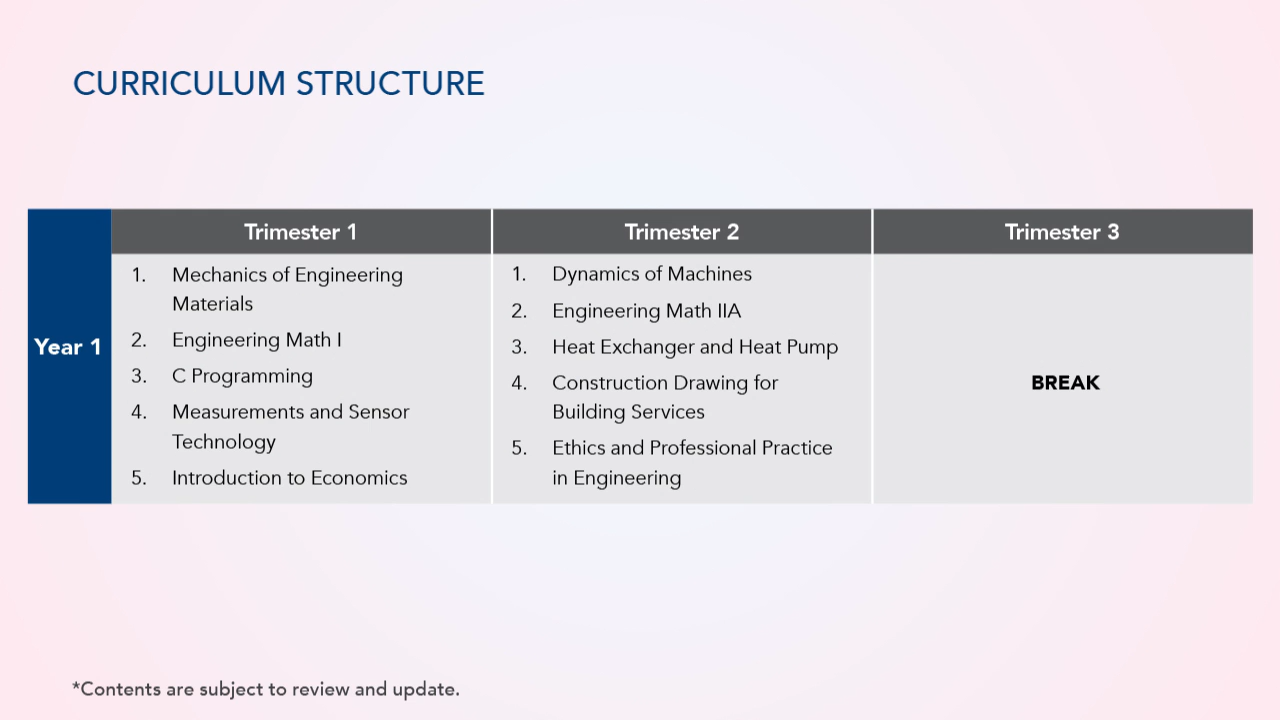 CURRICULUM STRUCTURE
Year 1
Trimester 1
1. Mechanics of Engineering
Materials
2. Engineering Math I
3. C Programming
4. Measurements and Sensor
Technology
5. Introduction to Economics
Trimester 2
1. Dynamics of Machines
2. Engineering Math IIA
3. Heat Exchanger and Heat Pump
4. Construction Drawing for
Building Services
5. Ethics and Professional Practice
in Engineering
Trimester 3
BREAK
*Contents are subject to review and update.